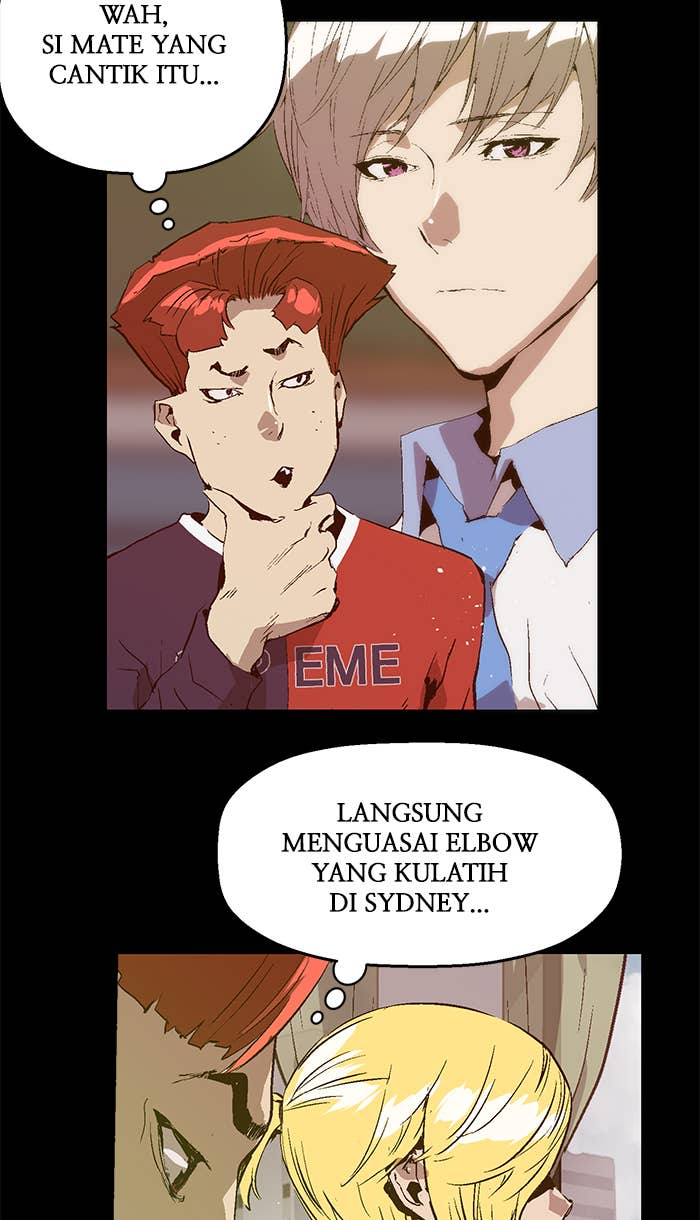 WAH,
SI MATE YANG
CANTIK ITU...
EME
LANGSUNG
MENGUASAI ELBOW
YANG KULATIH
DI SYDNEY...